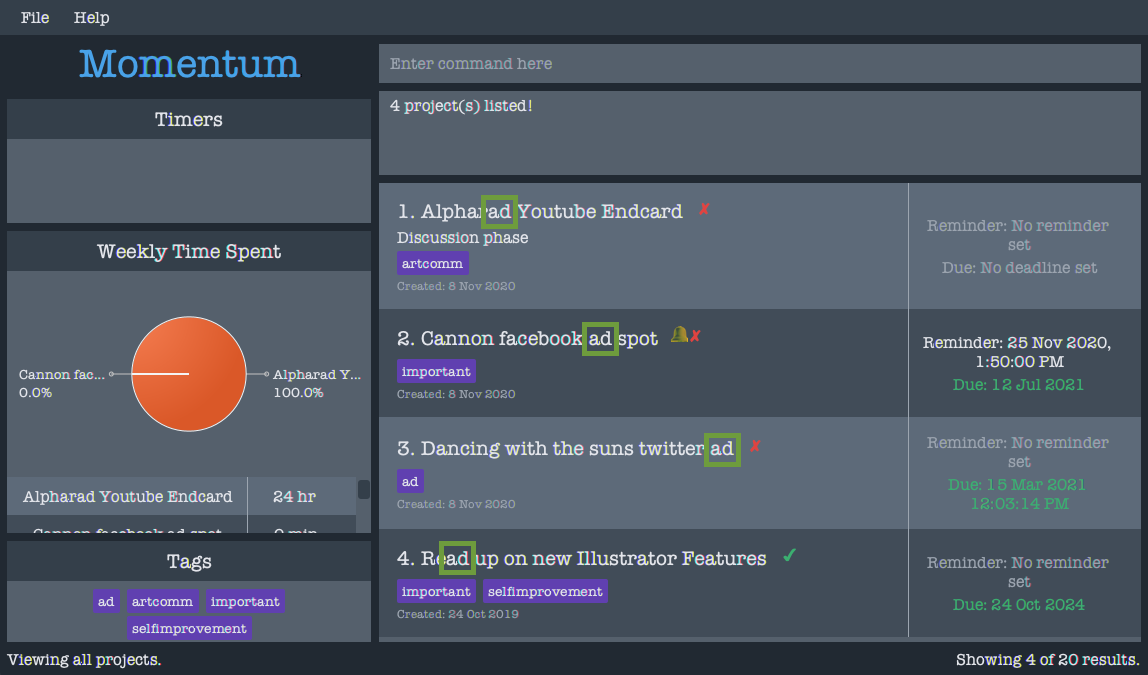 File Help
Momentum
Enter command here
4 project(s) listed!
Timers
Weekly Time Spent
Cannon fac...
0.0%
Alpharad Y...
100.0%
Alpharad Youtube Endcard 24 hr
Cannon facebook ad spot 0 min
Tags
ad artcomm important
selfimprovement
1. Alpharad Youtube Endcard ✗
Discussion phase
artcomm
Created: 8 Nov 2020
Reminder: No reminder
set
Due: No deadline set
2. Cannon facebook ad spot 🔔✗
important
Created: 8 Nov 2020
Reminder: 25 Nov 2020,
1:50:00 PM
Due: 12 Jul 2021
3. Dancing with the suns twitter ad ✗
ad
Created: 8 Nov 2020
Reminder: No reminder
set
Due: 15 Mar 2021
12:03:14 PM
4. Read up on new Illustrator Features ✓
important selfimprovement
Created: 24 Oct 2019
Reminder: No reminder
set
Due: 24 Oct 2024
Viewing all projects.
Showing 4 of 20 results.